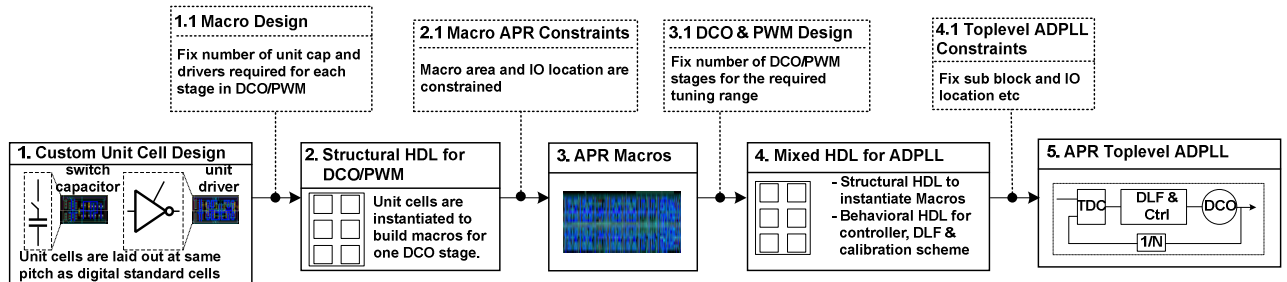 1.1 Macro Design
Fix number of unit cap and
drivers required for each
stage in DCO/PWM
2.1 Macro APR Constraints
Macro area and IO location are
constrained
3.1 DCO & PWM Design
Fix number of DCO/PWM
stages for the required
tuning range
4.1 Toplevel ADPLL
Constraints
Fix sub block and IO
location etc
1. Custom Unit Cell Design
switch
capacitor
unit
driver
Unit cells are laid out at same
pitch as digital standard cells
2. Structural HDL for
DCO/PWM
Unit cells are
instantiated to
build macros for
one DCO stage.
3. APR Macros
4. Mixed HDL for ADPLL
- Structural HDL to
instantiate Macros
- Behavioral HDL for
controller, DLF &
calibration scheme
5. APR Toplevel ADPLL
TDC
DLF &
Ctrl
DCO
1/N